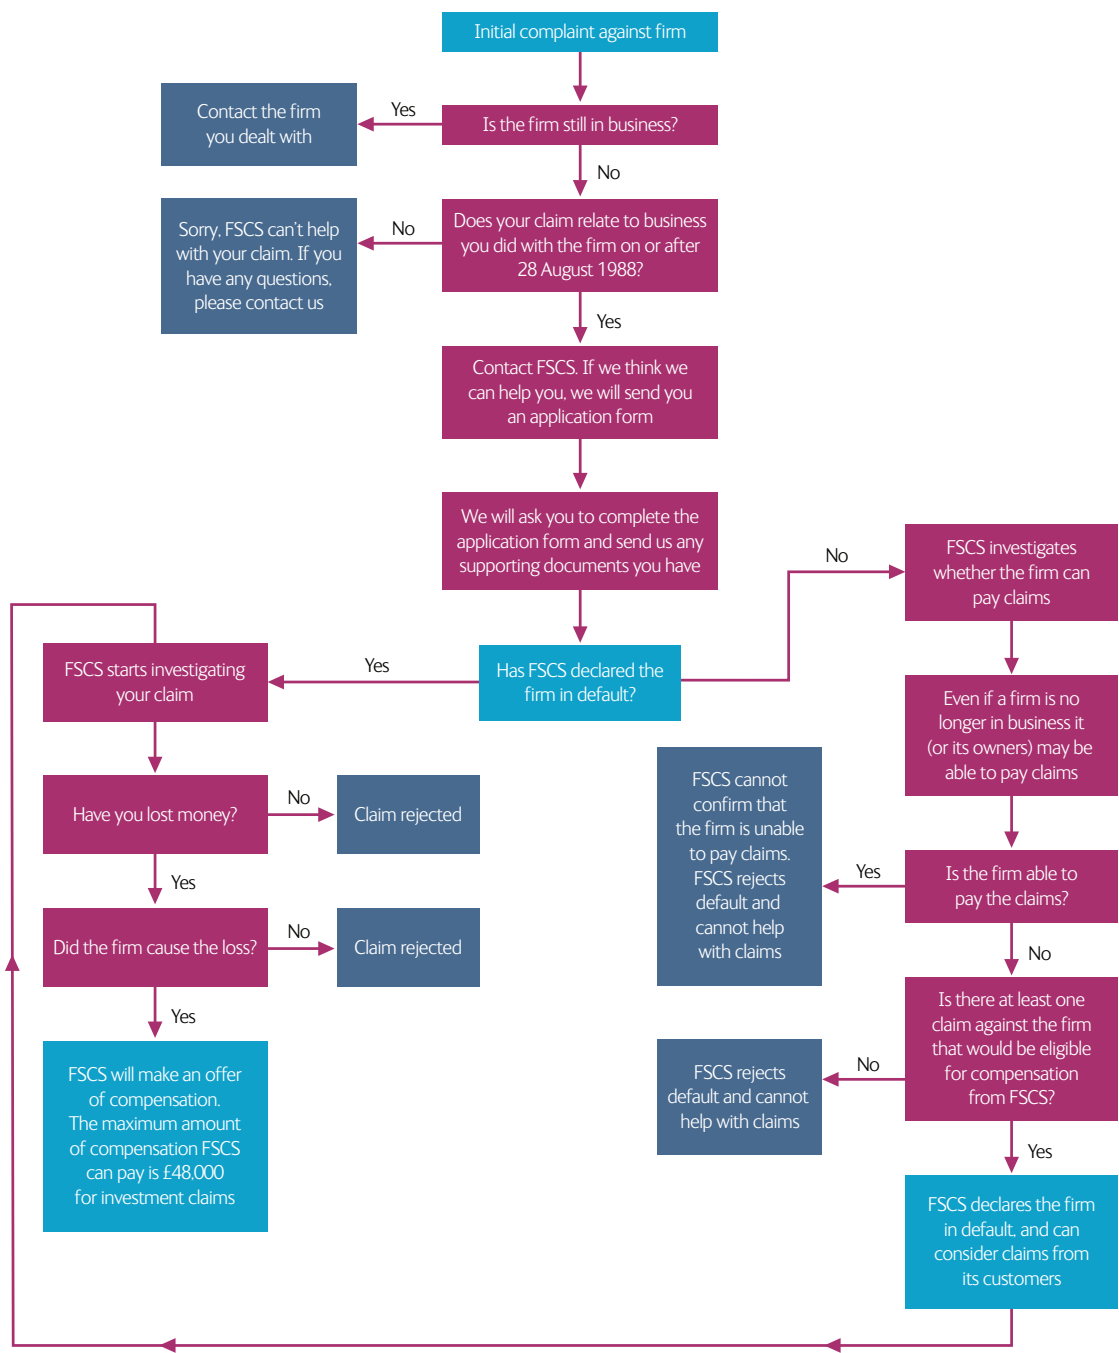 Initial complaint against firm
Is the firm still in business?
Yes
Contact the firm
you dealt with
No
Does your claim relate to business
you did with the firm on or after
28 August 1988?
No
Sorry, FSCS can't help
with your claim. If you
have any questions,
please contact us
Yes
Contact FSCS. If we think we
can help you, we will send you
an application form
We will ask you to complete the
application form and send us any
supporting documents you have
Has FSCS declared the
firm in default?
Yes
FSCS starts investigating
your claim
Have you lost money?
No
Claim rejected
Yes
Did the firm cause the loss?
No
Claim rejected
Yes
FSCS will make an offer
of compensation.
The maximum amount
of compensation FSCS
can pay is £48,000
for investment claims
No
FSCS investigates
whether the firm can
pay claims
Even if a firm is no
longer in business it
(or its owners) may be
able to pay claims
Is the firm able to
pay the claims?
Yes
FSCS cannot
confirm that
the firm is unable
to pay claims.
FSCS rejects
default and
cannot help
with claims
No
Is there at least one
claim against the firm
that would be eligible
for compensation
from FSCS?
No
FSCS rejects
default and cannot
help with claims
Yes
FSCS declares the firm
in default, and can
consider claims from
its customers